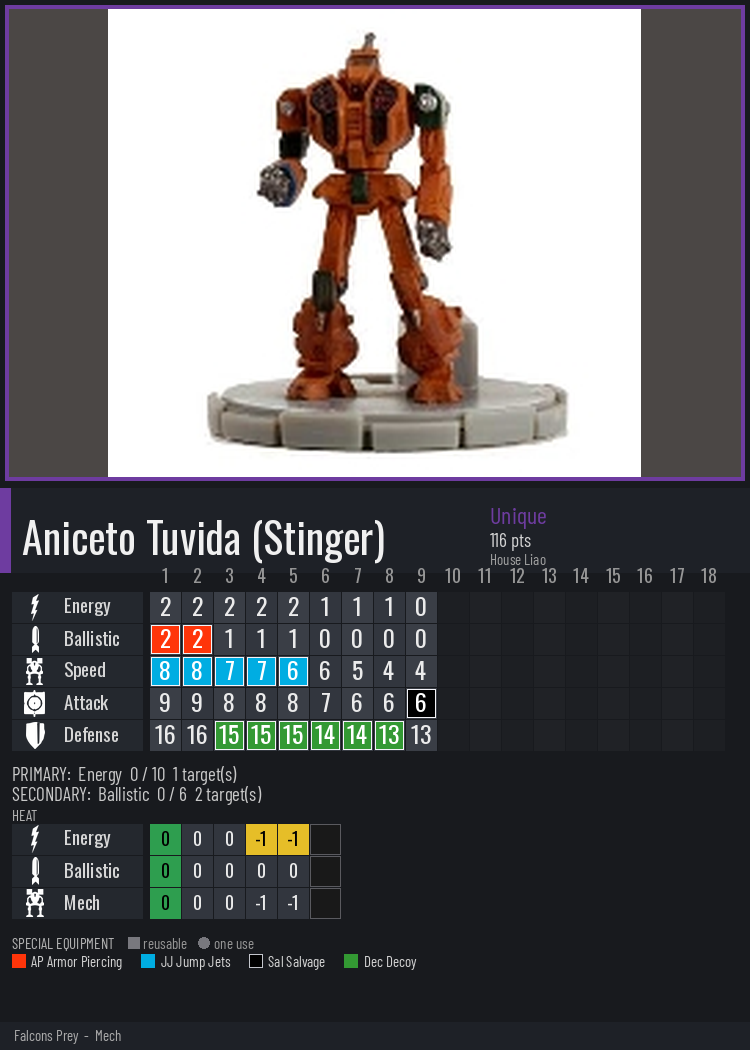 Aniceto Tuvida (Stinger)
Unique
116 pts
House Liao
1 2 3 4 5 6 7 8 9 10 11 12 13 14 15 16 17 18
Energy 2 2 2 2 2 1 1 1 0
Ballistic 2 2 1 1 1 0 0 0 0
Speed 8 8 7 7 6 6 5 4 4
Attack 9 9 8 8 8 7 6 6 6
Defense 16 16 15 15 15 14 14 13 13
PRIMARY: Energy 0 / 10 1 target(s)
SECONDARY: Ballistic 0 / 6 2 target(s)
HEAT
Energy 0 0 0 -1 -1
Ballistic 0 0 0 0 0
Mech 0 0 0 -1 -1
SPECIAL EQUIPMENT reusable one use
AP Armor Piercing JJ Jump Jets Sal Salvage Dec Decoy
Falcons Prey - Mech